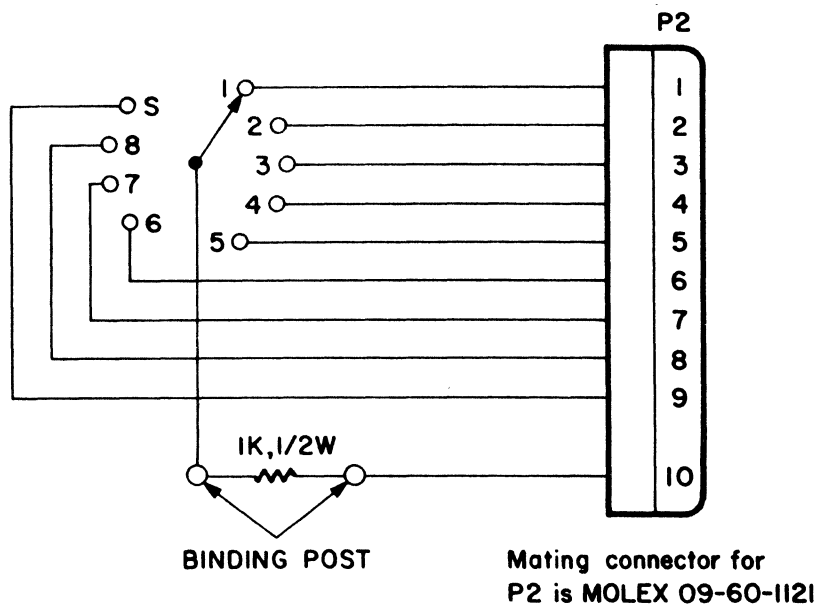 P2
1 1
S
2 2
8
3 3
7
4 4
6
5 5
6
7
8
9
1K,1/2W
10
BINDING POST
Mating connector for
P2 is MOLEX 09-60-1121